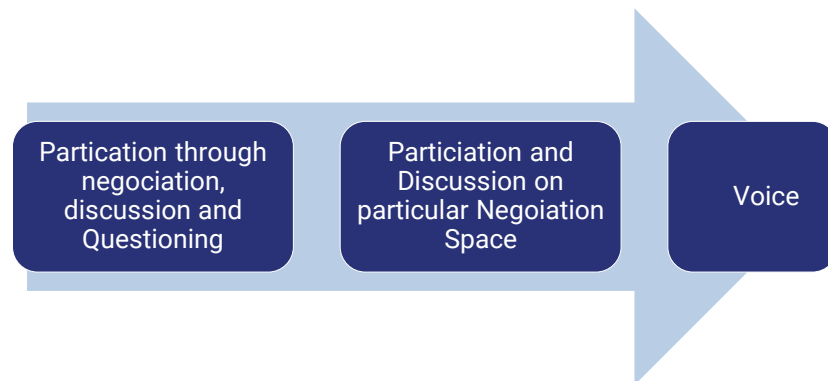 Partication through
negociation,
discussion and
Questioning
Particiation and
Discussion on
particular Negoiation
Space
Voice